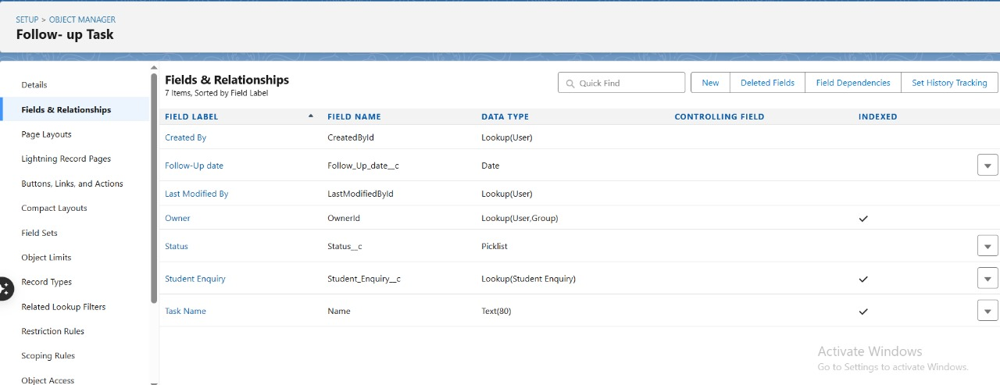 SETUP > OBJECT MANAGER
Follow- up Task
Details
Fields & Relationships
Page Layouts
Lightning Record Pages
Buttons, Links, and Actions
Compact Layouts
Field Sets
Object Limits
Record Types
Related Lookup Filters
Restriction Rules
Scoping Rules
Object Access
Fields & Relationships
7 Items, Sorted by Field Label
Quick Find
New Deleted Fields Field Dependencies Set History Tracking
FIELD LABEL FIELD NAME DATA TYPE CONTROLLING FIELD INDEXED
Created By CreatedById Lookup(User)
Follow-Up date Follow_Up_date__c Date
Last Modified By LastModifiedById Lookup(User)
Owner OwnerId Lookup(User,Group)
Status Status__c Picklist
Student Enquiry Student_Enquiry__c Lookup(Student Enquiry)
Task Name Name Text(80)
Activate Windows
Go to Settings to activate Windows.